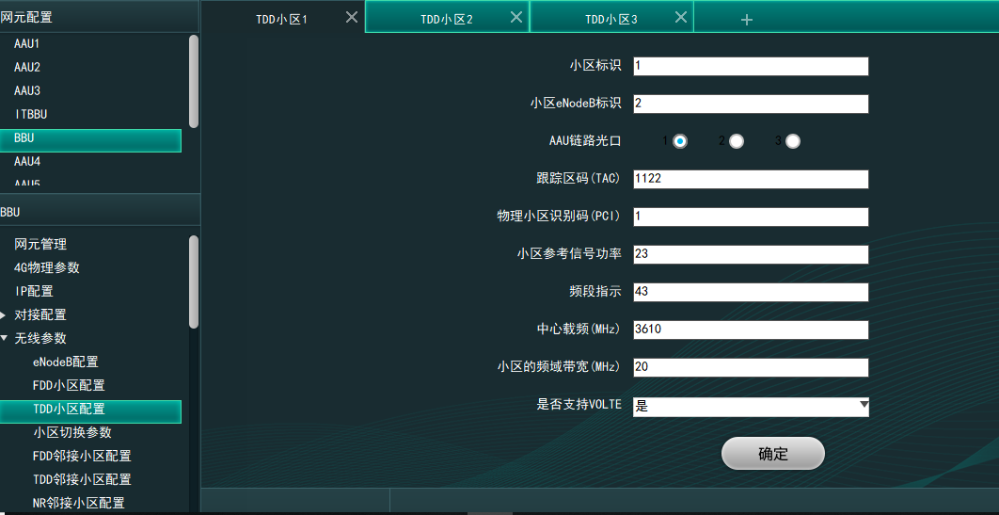 网元配置
AAU1
AAU2
AAU3
ITBBU
BBU
AAU4
AAU5
BBU
网元管理
4G物理参数
IP配置
对接配置
无线参数
eNodeB配置
FDD小区配置
TDD小区配置
小区切换参数
FDD邻接小区配置
TDD邻接小区配置
NR邻接小区配置
TDD小区1 TDD小区2 TDD小区3 +
小区标识 1
小区eNodeB标识 2
AAU链路光口 1 2 3
跟踪区码(TAC) 1122
物理小区识别码(PCI) 1
小区参考信号功率 23
频段指示 43
中心载频(MHz) 3610
小区的频域带宽(MHz) 20
是否支持VOLTE 是
确定